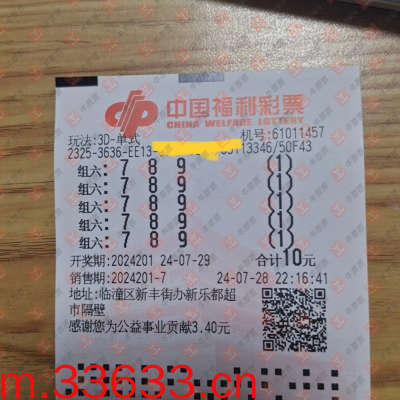 中国福利彩票
CHINA WELFARE LOTTERY
玩法:3D-单式 机号:61011457
2325-3636-EE13- 13346/50F43
组六: 7 8 9 (1)
组六: 7 8 9 (1)
组六: 7 8 9 (1)
组六: 7 8 9 (1)
组六: 7 8 9 (1)
开奖期:2024201 24-07-29 合计10元
销售期:2024201-7 24-07-28 22:16:41
地址:临潼区新丰街办新乐都超
市隔壁
感谢您为公益事业贡献3.40元
m.33633.cn